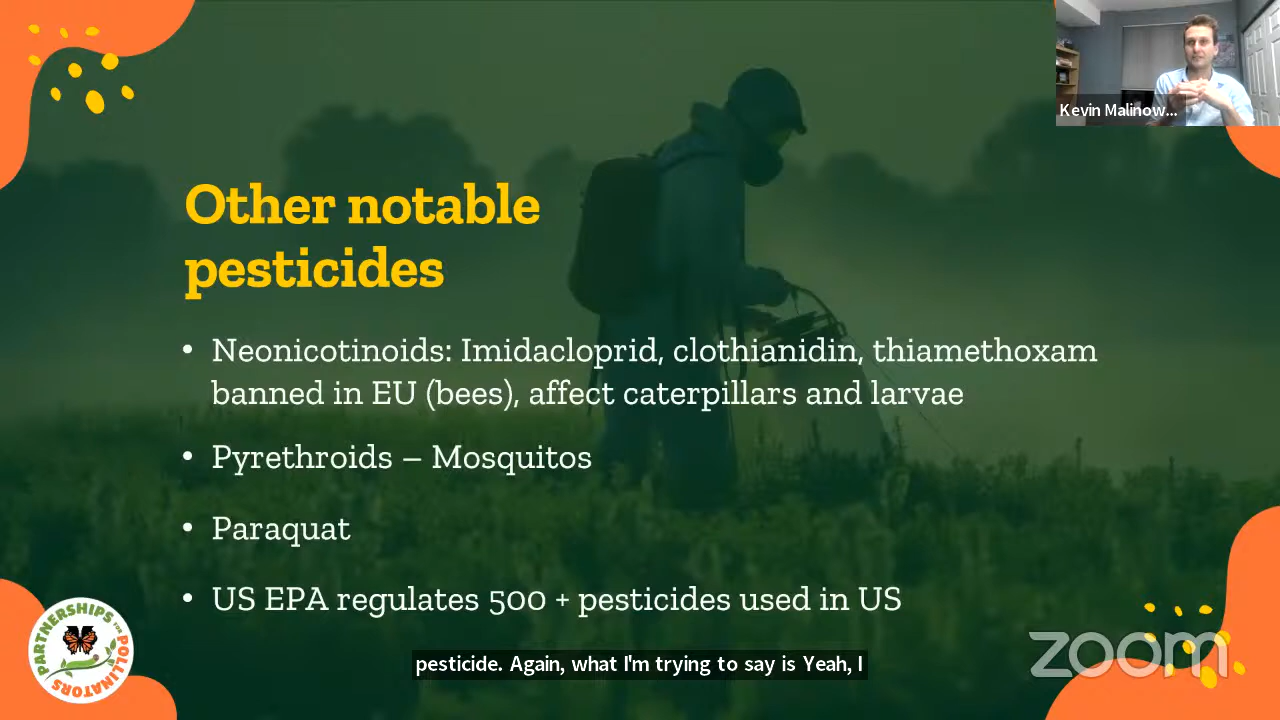 Kevin Malinow...
Other notable
pesticides
• Neonicotinoids: Imidacloprid, clothianidin, thiamethoxam
banned in EU (bees), affect caterpillars and larvae
• Pyrethroids – Mosquitos
• Paraquat
• US EPA regulates 500 + pesticides used in US
PARTNERSHIPS FOR POLLINATORS
pesticide. Again, what I'm trying to say is Yeah, I
zoom